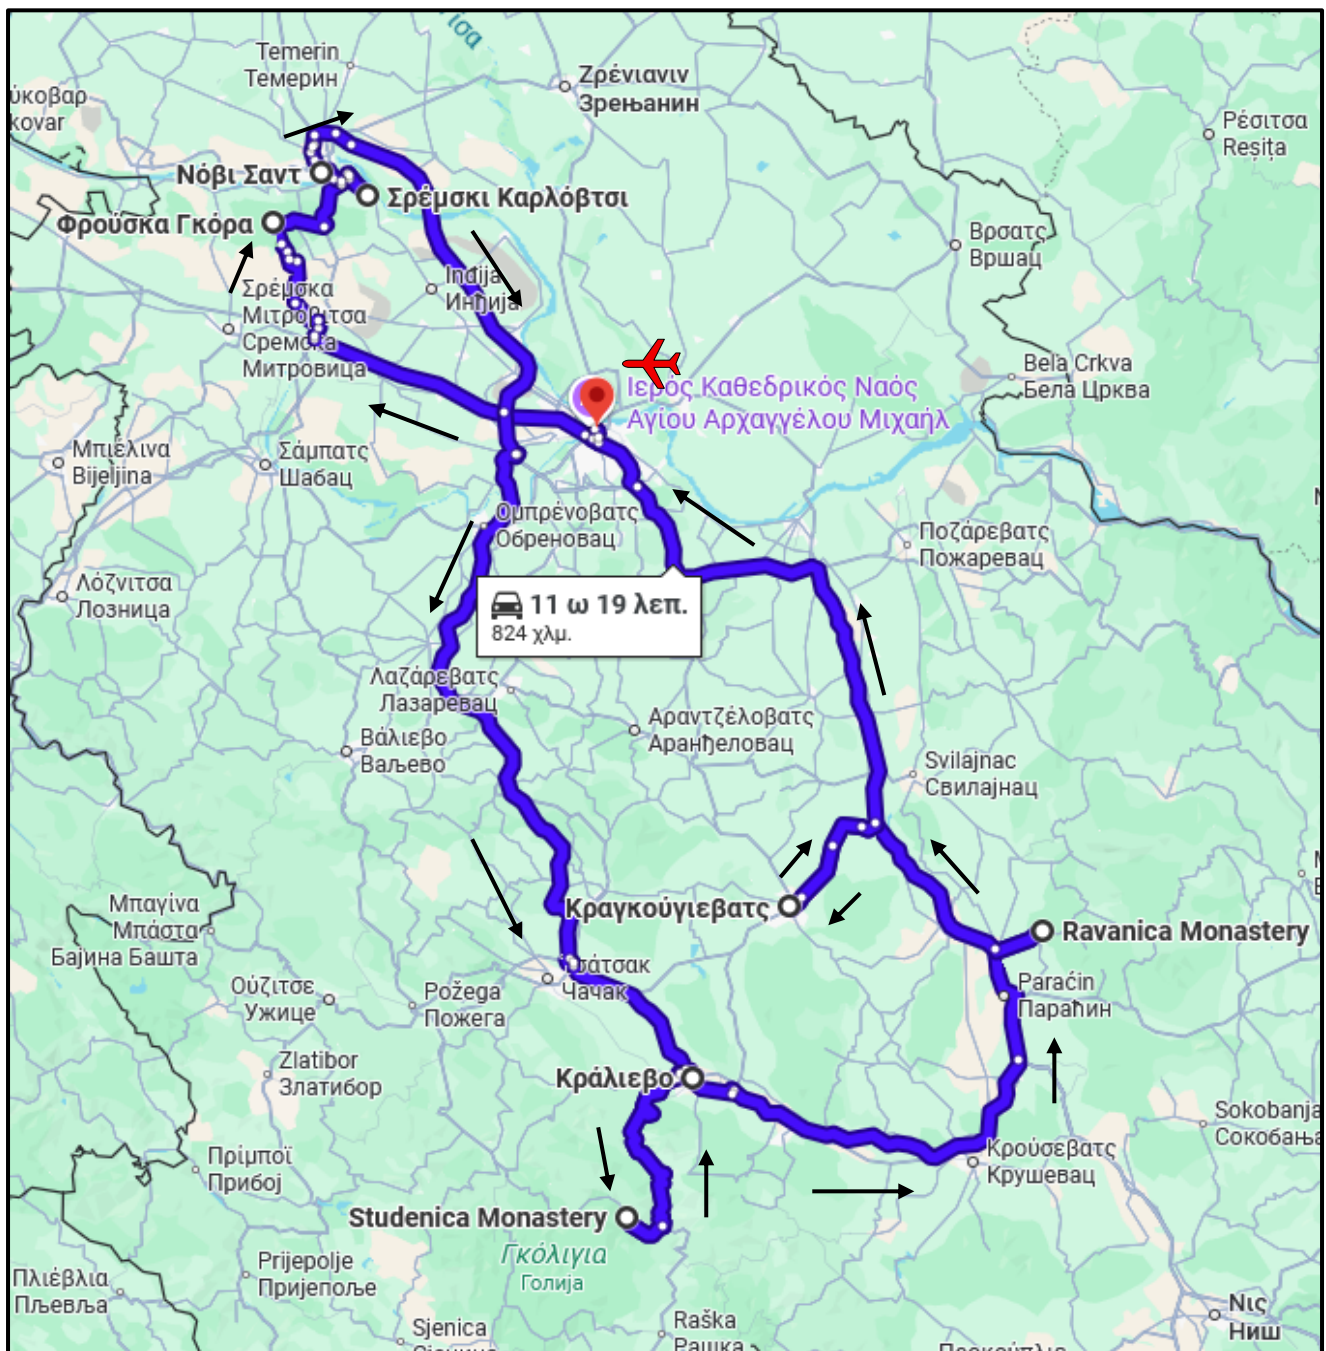 ίσα
Temerin
Темерин
Ζρένιανιν
Зрењанин
ύκοβαρ
kovar
Ρέσιτσα
Reșița
Νόβι Σαντ
Σρέμσκι Καρλόβτσι
Φρούσκα Γκόρα
Βρσατς
Вршац
Inđija
Инђија
Σρέμσκα
Μιτροβιτσα
Сремска
Митровица
Bela Crkva
Бела Црква
Ιερός Καθεδρικός Ναός
Αγίου Αρχαγγέλου Μιχαήλ
Μπιέλινα
Bijeljina
Σάμπατς
Шабац
Ομπρένοβατς
Обреновац
Ποζάρεβατς
Пожаревац
Λόζνιτσα
Лозница
11 ω 19 λεπ.
824 χλμ.
Λαζάρεβατς
Лазаревац
Αραντζέλοβατς
Аранђеловац
Βάλιεβο
Ваљево
Svilajnac
Свилајнац
Μπαγίνα
Μπάστα
Бајина Башта
Κραγκούγιεβατς
Ravanica Monastery
Τσάτσακ
Чачак
Ούζιτσε
Ужице
Požega
Пожега
Paraćin
Параћин
Zlatibor
Златибор
Κράλιεβο
Sokobanja
Сокобања
Πρίμποϊ
Прибој
Κρούσεβατς
Крушевац
Studenica Monastery
Γκόλιγια
Голија
Prijepolje
Пријепоље
Πλιέβλια
Пљевља
Νις
Ниш
Raška
Рашка
Sjenica